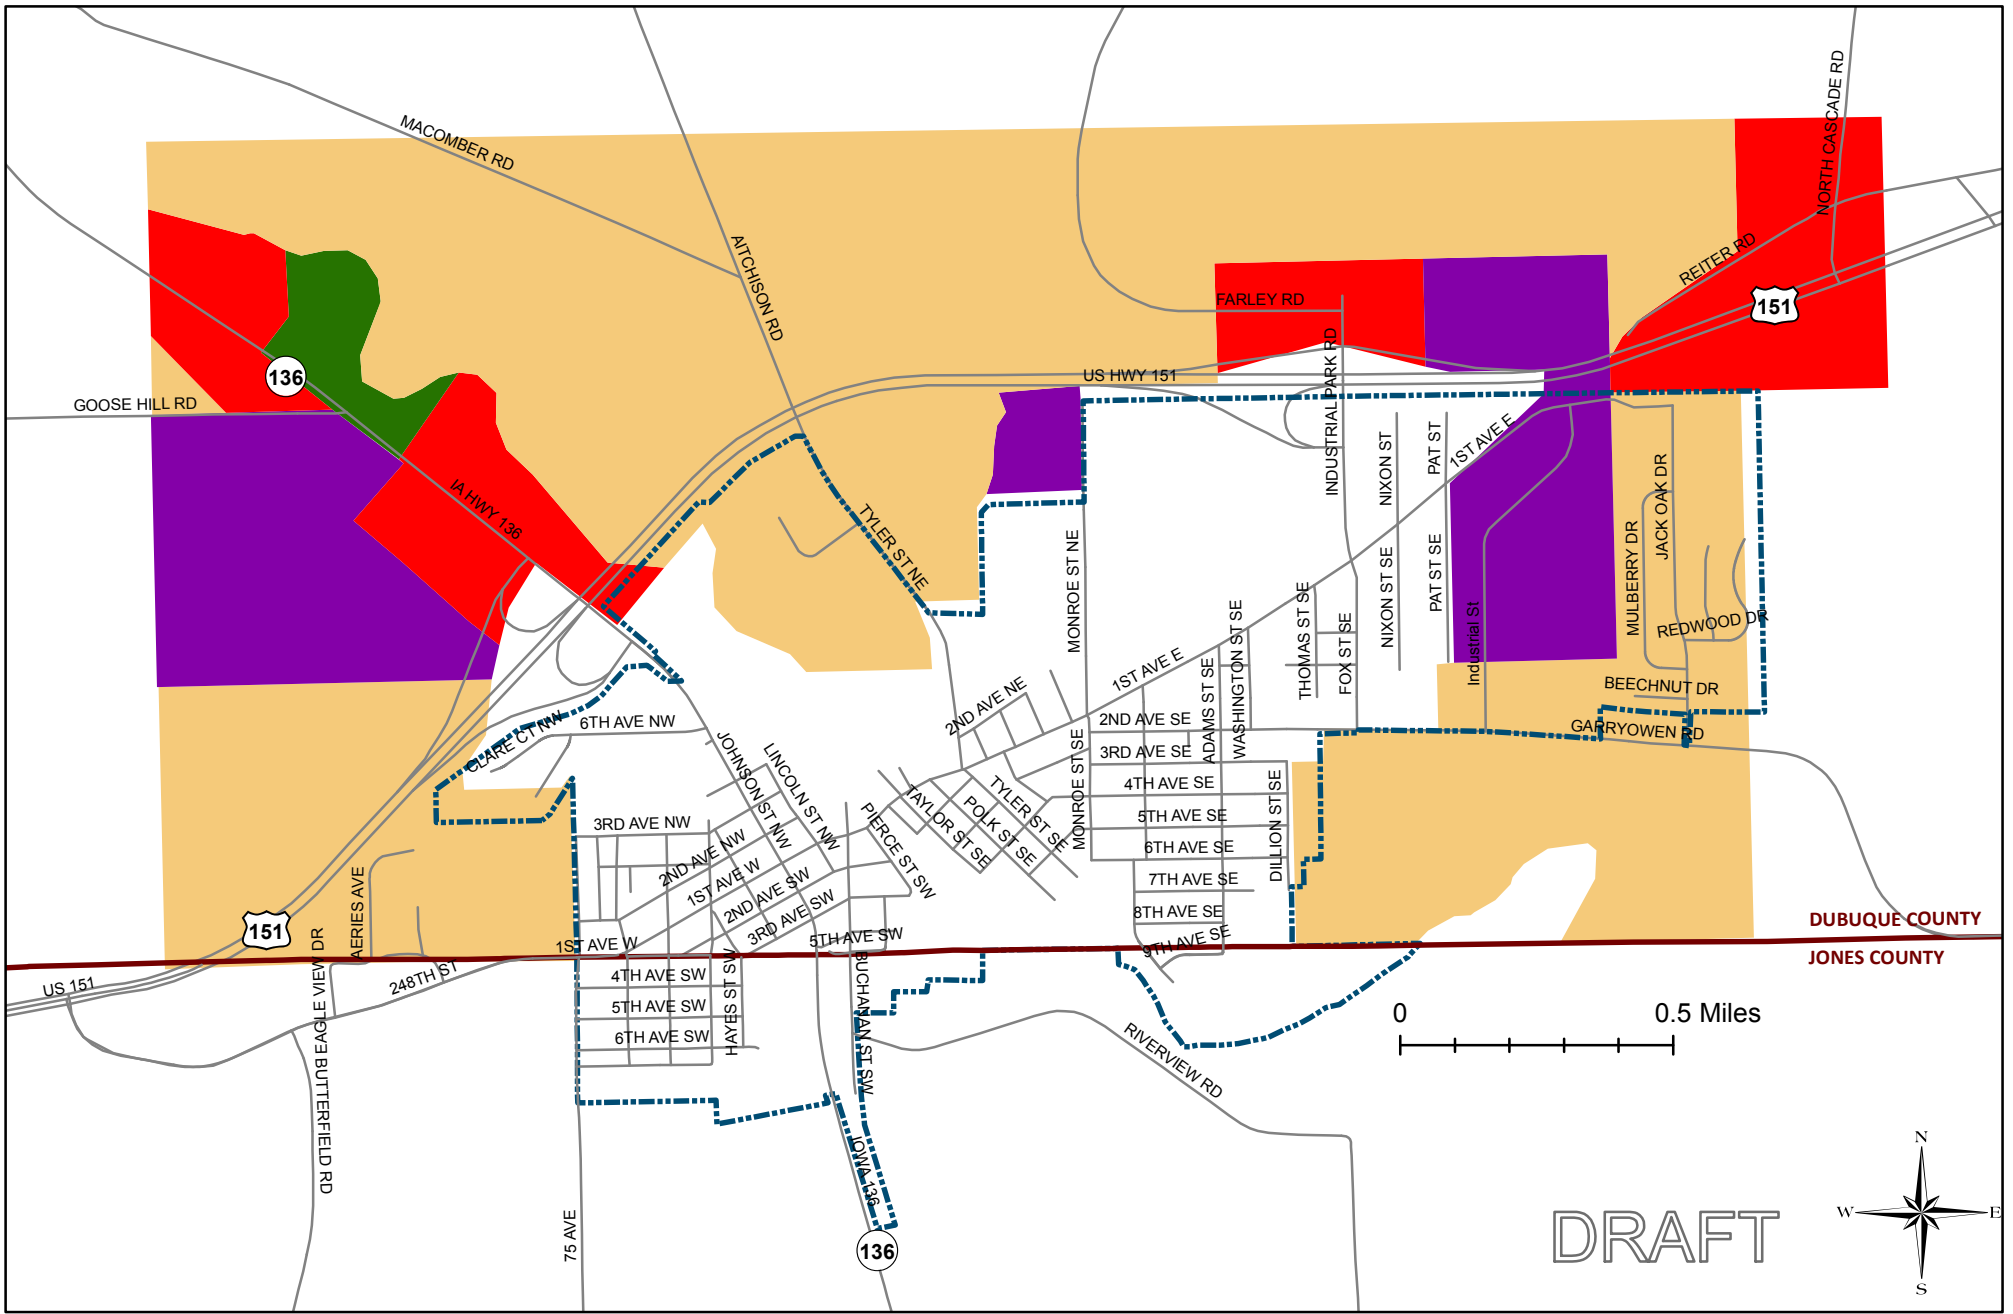 NORTH CASCADE RD
MACOMBER RD
AITCHISON RD
REITER RD
151
FARLEY RD
136
US HWY 151
INDUSTRIAL PARK RD
GOOSE HILL RD
1ST AVE E
NIXON ST
PAT ST
JACK OAK DR
IA HWY 136
TYLER ST NE
MONROE ST NE
NIXON ST SE
PAT ST SE
MULBERRY DR
REDWOOD DR
Industrial St
THOMAS ST SE
FOX ST SE
WASHINGTON ST SE
ADAMS ST SE
1ST AVE E
BEECHNUT DR
GARRYOWEN RD
2ND AVE NE
2ND AVE SE
3RD AVE SE
4TH AVE SE
5TH AVE SE
6TH AVE SE
7TH AVE SE
8TH AVE SE
9TH AVE SE
DILLION ST SE
MONROE ST SE
TYLER ST SE
POLK ST SE
TAYLOR ST SE
PIERCE ST SW
CLARE CT NW
6TH AVE NW
JOHNSON ST NW
LINCOLN ST NW
3RD AVE NW
2ND AVE NW
1ST AVE W
2ND AVE SW
3RD AVE SW
5TH AVE SW
1ST AVE W
4TH AVE SW
5TH AVE SW
6TH AVE SW
HAYES ST SW
BUCHANAN ST SW
151
AERIES AVE
EAGLE VIEW DR
248TH ST
US 151
BUTTERFIELD RD
75 AVE
IOWA 136
136
RIVERVIEW RD
DUBUQUE COUNTY
JONES COUNTY
0 0.5 Miles
DRAFT
N
W E
S